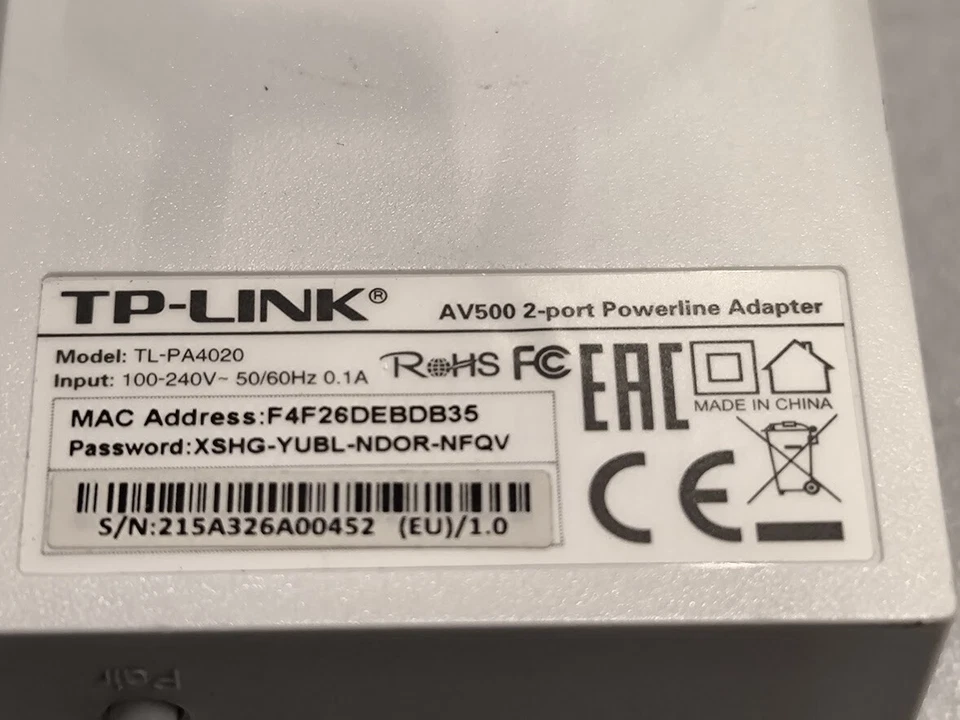 TP-LINK®
AV500 2-port Powerline Adapter
Model: TL-PA4020
Input: 100-240V~ 50/60Hz 0.1A
RoHS FC EAC
MADE IN CHINA
MAC Address:F4F26DEBDB35
Password:XSHG-YUBL-NDOR-NFQV
CE
S/N:215A326A00452 (EU)/1.0
Pair